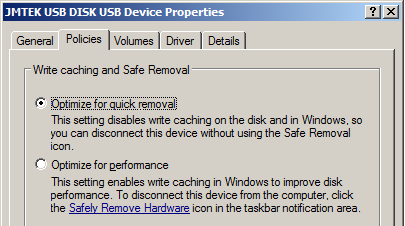 JMTEK USB DISK USB Device Properties
General Policies Volumes Driver Details
Write caching and Safe Removal
Optimize for quick removal
This setting disables write caching on the disk and in Windows, so
you can disconnect this device without using the Safe Removal
icon.
Optimize for performance
This setting enables write caching in Windows to improve disk
performance. To disconnect this device from the computer, click
the Safely Remove Hardware icon in the taskbar notification area.